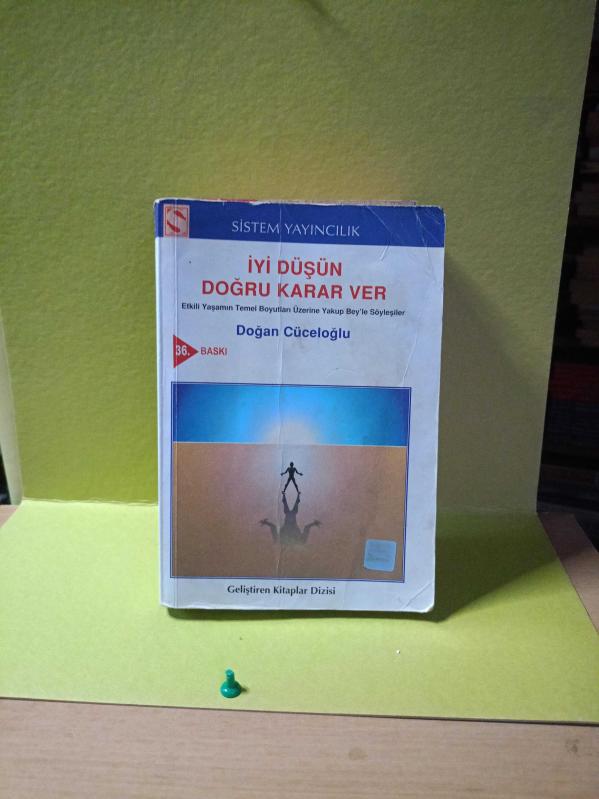 SİSTEM YAYINCILIK
İYİ DÜŞÜN
DOĞRU KARAR VER
Etkili Yaşamın Temel Boyutları Üzerine Yakup Bey'le Söyleşiler
Doğan Cüceloğlu
36. BASKI
Geliştiren Kitaplar Dizisi